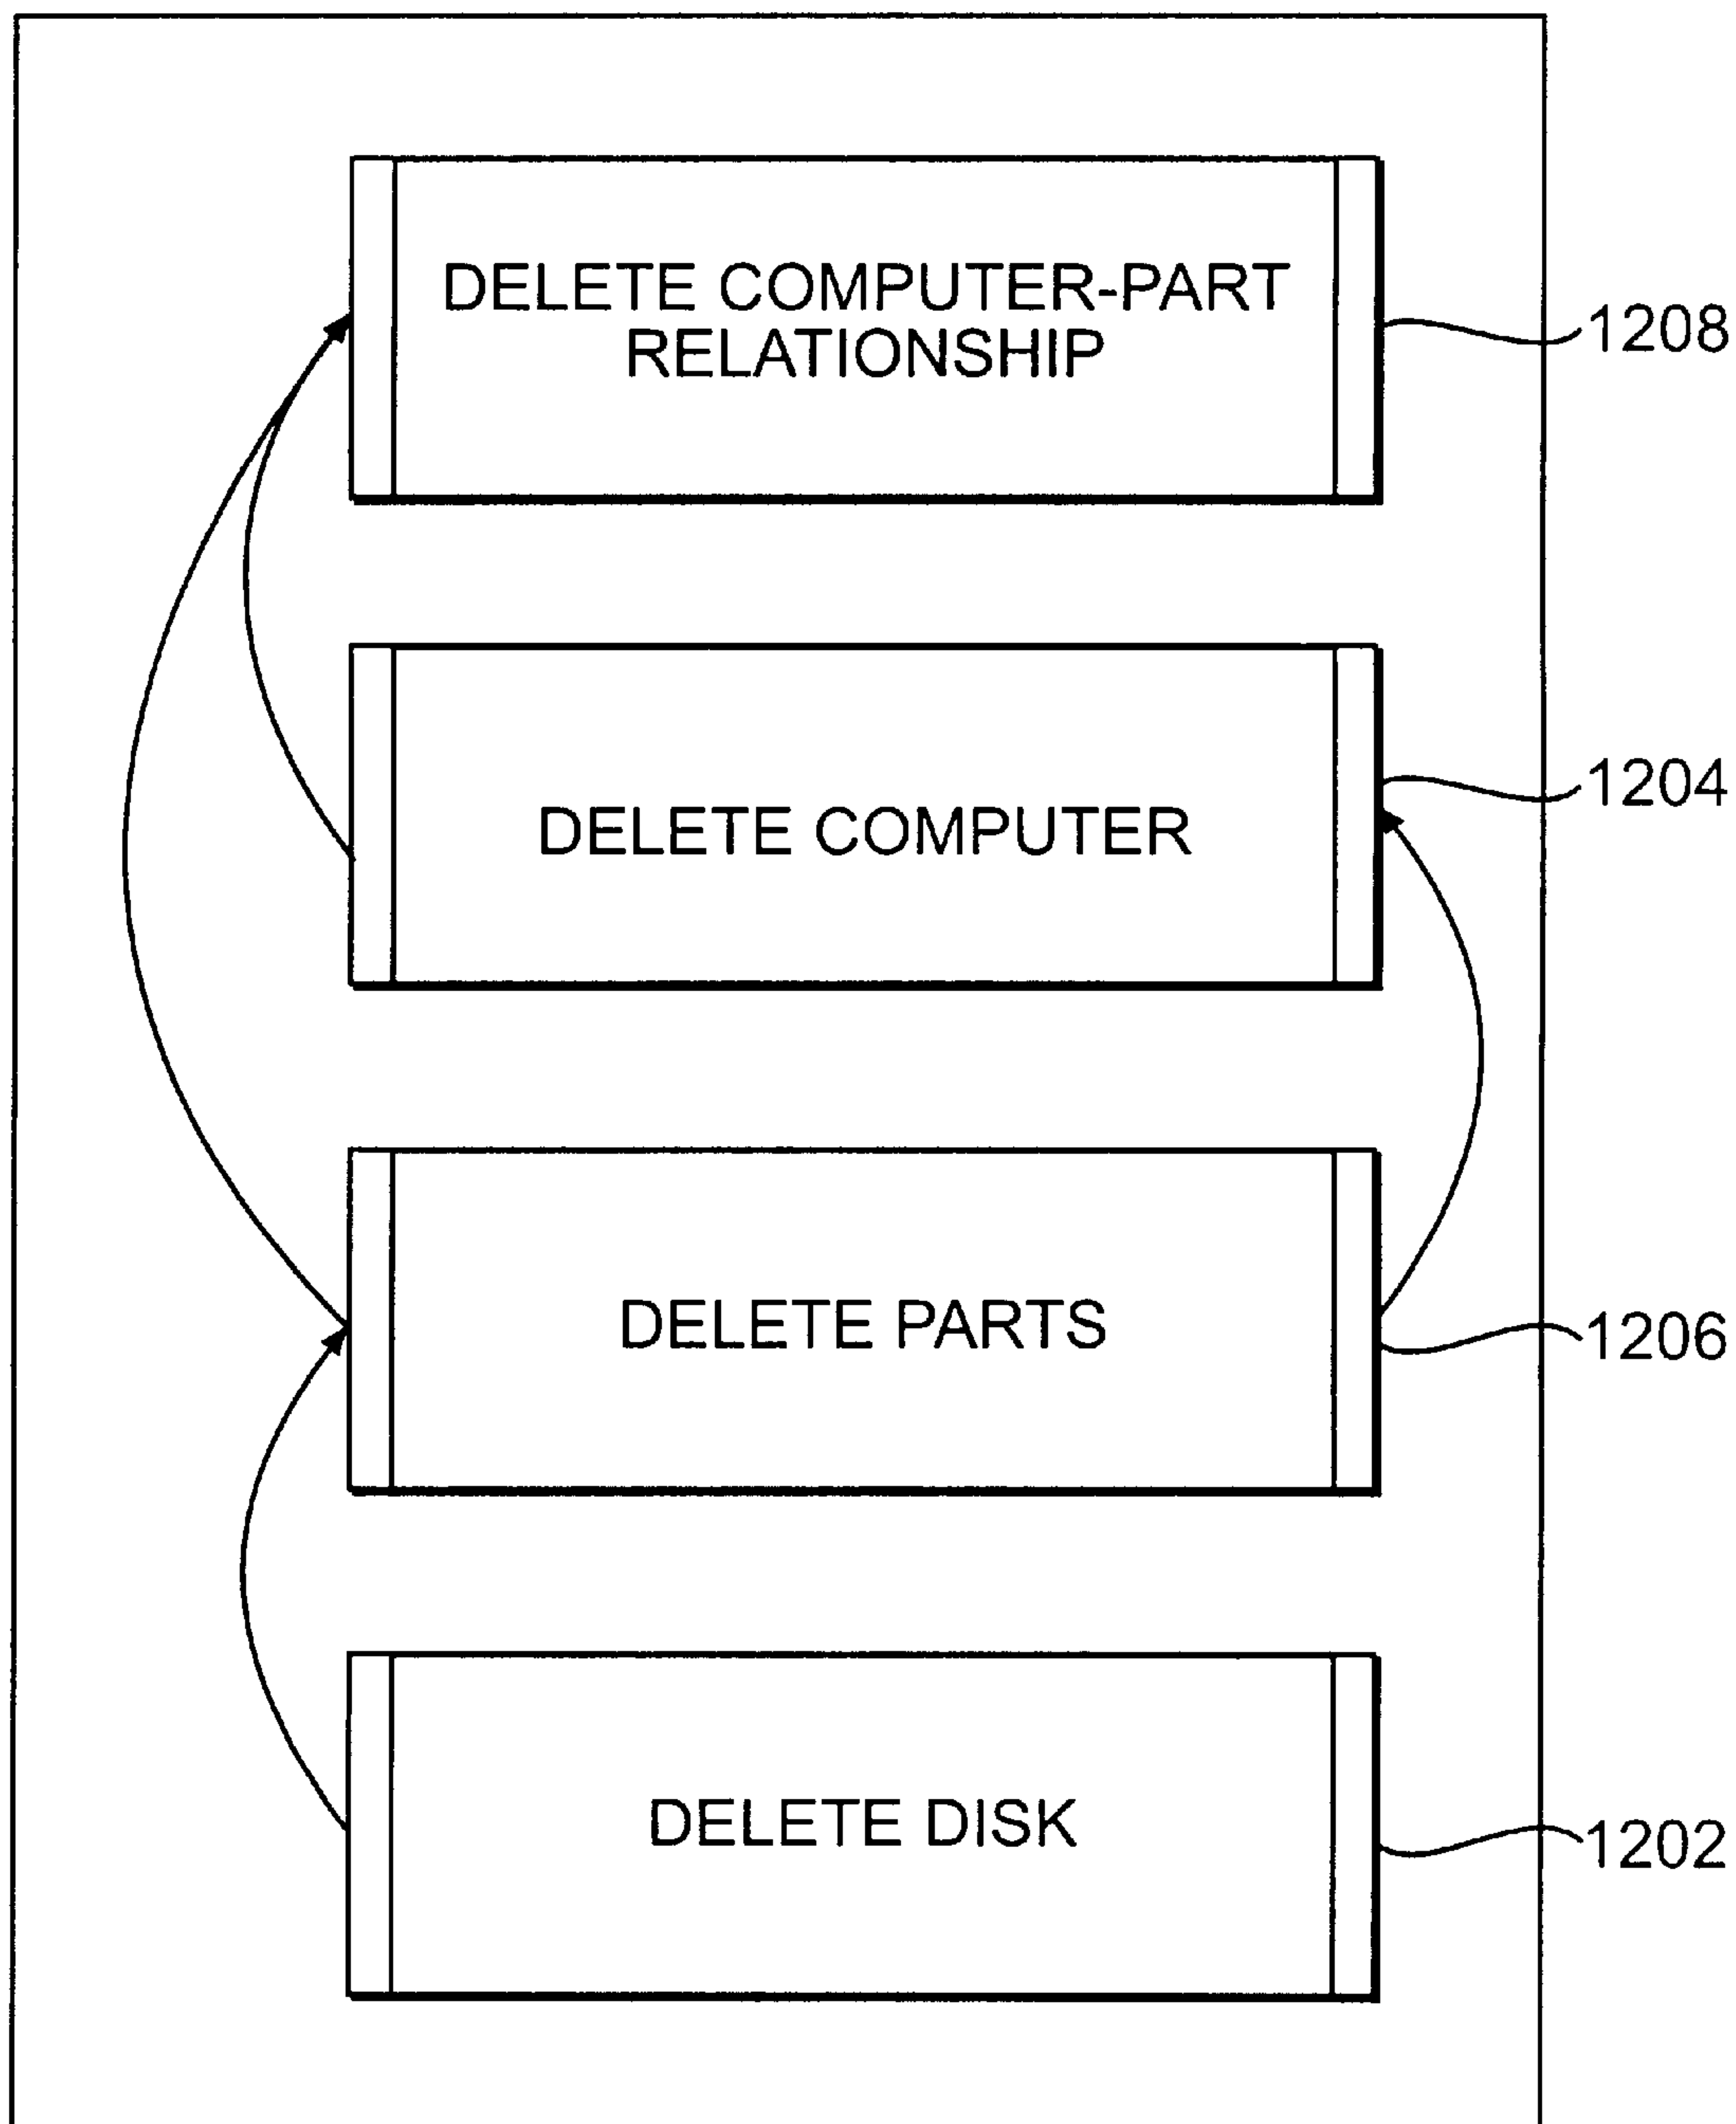 DELETE COMPUTER-PART
RELATIONSHIP
1208
DELETE COMPUTER
1204
DELETE PARTS
1206
DELETE DISK
1202